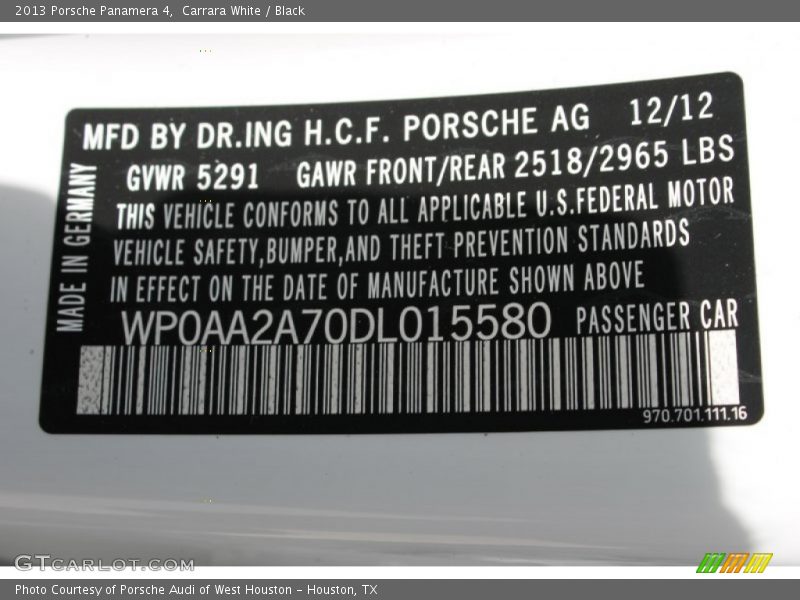 2013 Porsche Panamera 4, Carrara White / Black
MFD BY DR.ING H.C.F. PORSCHE AG 12/12
GVWR 5291 GAWR FRONT/REAR 2518/2965 LBS
THIS VEHICLE CONFORMS TO ALL APPLICABLE U.S.FEDERAL MOTOR
VEHICLE SAFETY,BUMPER,AND THEFT PREVENTION STANDARDS
IN EFFECT ON THE DATE OF MANUFACTURE SHOWN ABOVE
MADE IN GERMANY
WP0AA2A70DL015580 PASSENGER CAR
970.701.111.16
GTCARLOT.COM
Photo Courtesy of Porsche Audi of West Houston - Houston, TX